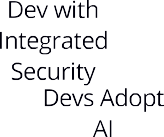 Dev with
Integrated
Security
Devs Adopt
AI